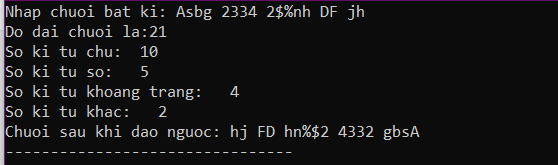 Nhap chuoi bat ki: Asbg 2334 2$%nh DF jh
Do dai chuoi la:21
So ki tu chu:  10
So ki tu so:   5
So ki tu khoang trang:   4
So ki tu khac:   2
Chuoi sau khi dao nguoc: hj FD hn%$2 4332 gbsA
--------------------------------